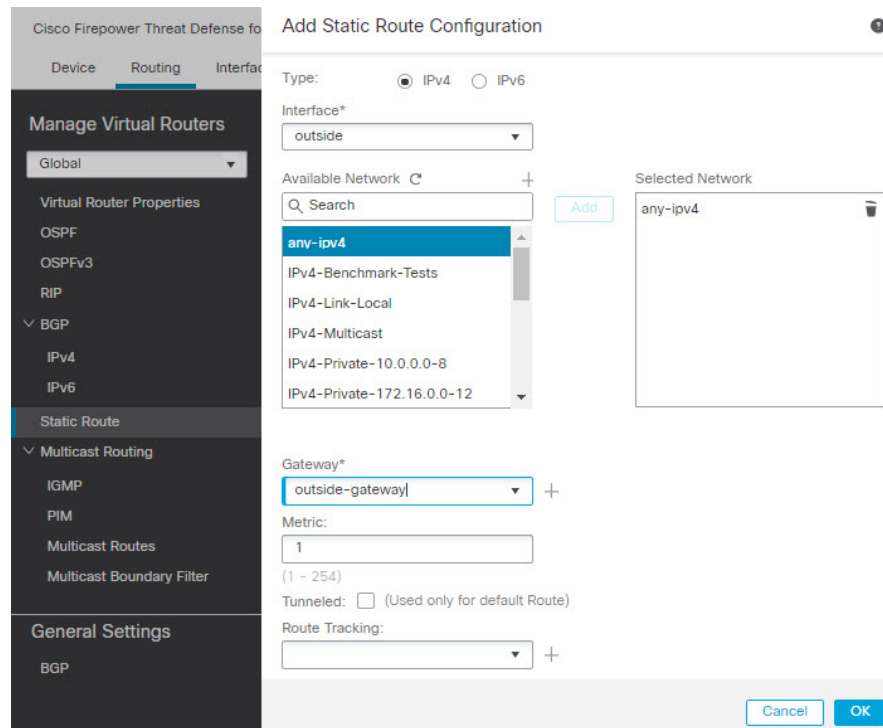 Cisco Firepower Threat Defense fo
Device Routing Interfac
Manage Virtual Routers
Global
Virtual Router Properties
OSPF
OSPFv3
RIP
BGP
IPv4
IPv6
Static Route
Multicast Routing
IGMP
PIM
Multicast Routes
Multicast Boundary Filter
General Settings
BGP
Add Static Route Configuration
?
Type: IPv4 IPv6
Interface*
outside
Available Network
Search
any-ipv4
IPv4-Benchmark-Tests
IPv4-Link-Local
IPv4-Multicast
IPv4-Private-10.0.0.0-8
IPv4-Private-172.16.0.0-12
Add
Selected Network
any-ipv4
Gateway*
outside-gateway
Metric:
1
(1 - 254)
Tunneled: (Used only for default Route)
Route Tracking:
Cancel OK